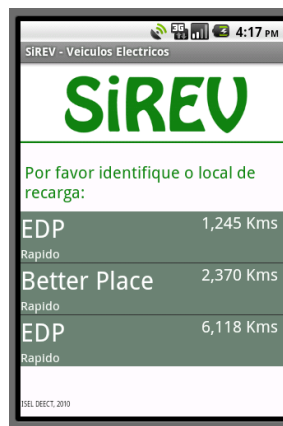 3G 4:17 PM
SiREV - Veiculos Electricos
SiREV
Por favor identifique o local de
recarga:
EDP 1,245 Kms
Rapido
Better Place 2,370 Kms
Rapido
EDP 6,118 Kms
Rapido
ISEL DEECT, 2010